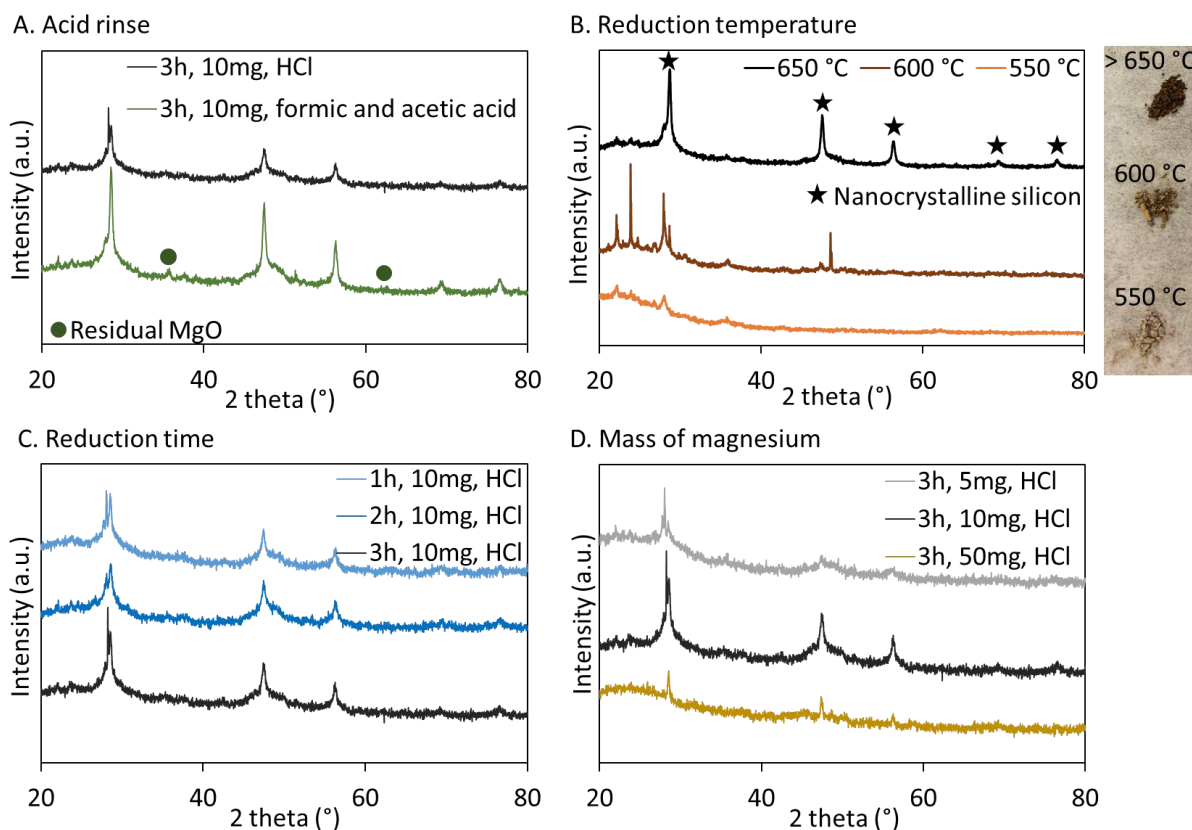 A. Acid rinse
3h, 10mg, HCl
3h, 10mg, formic and acetic acid
Residual MgO
Intensity (a.u.)
20 40 60 80
2 theta (°)
B. Reduction temperature
650 °C 600 °C 550 °C
Nanocrystalline silicon
Intensity (a.u.)
20 40 60 80
2 theta (°)
> 650 °C
600 °C
550 °C
C. Reduction time
1h, 10mg, HCl
2h, 10mg, HCl
3h, 10mg, HCl
Intensity (a.u.)
20 40 60 80
2 theta (°)
D. Mass of magnesium
3h, 5mg, HCl
3h, 10mg, HCl
3h, 50mg, HCl
Intensity (a.u.)
20 40 60 80
2 theta (°)